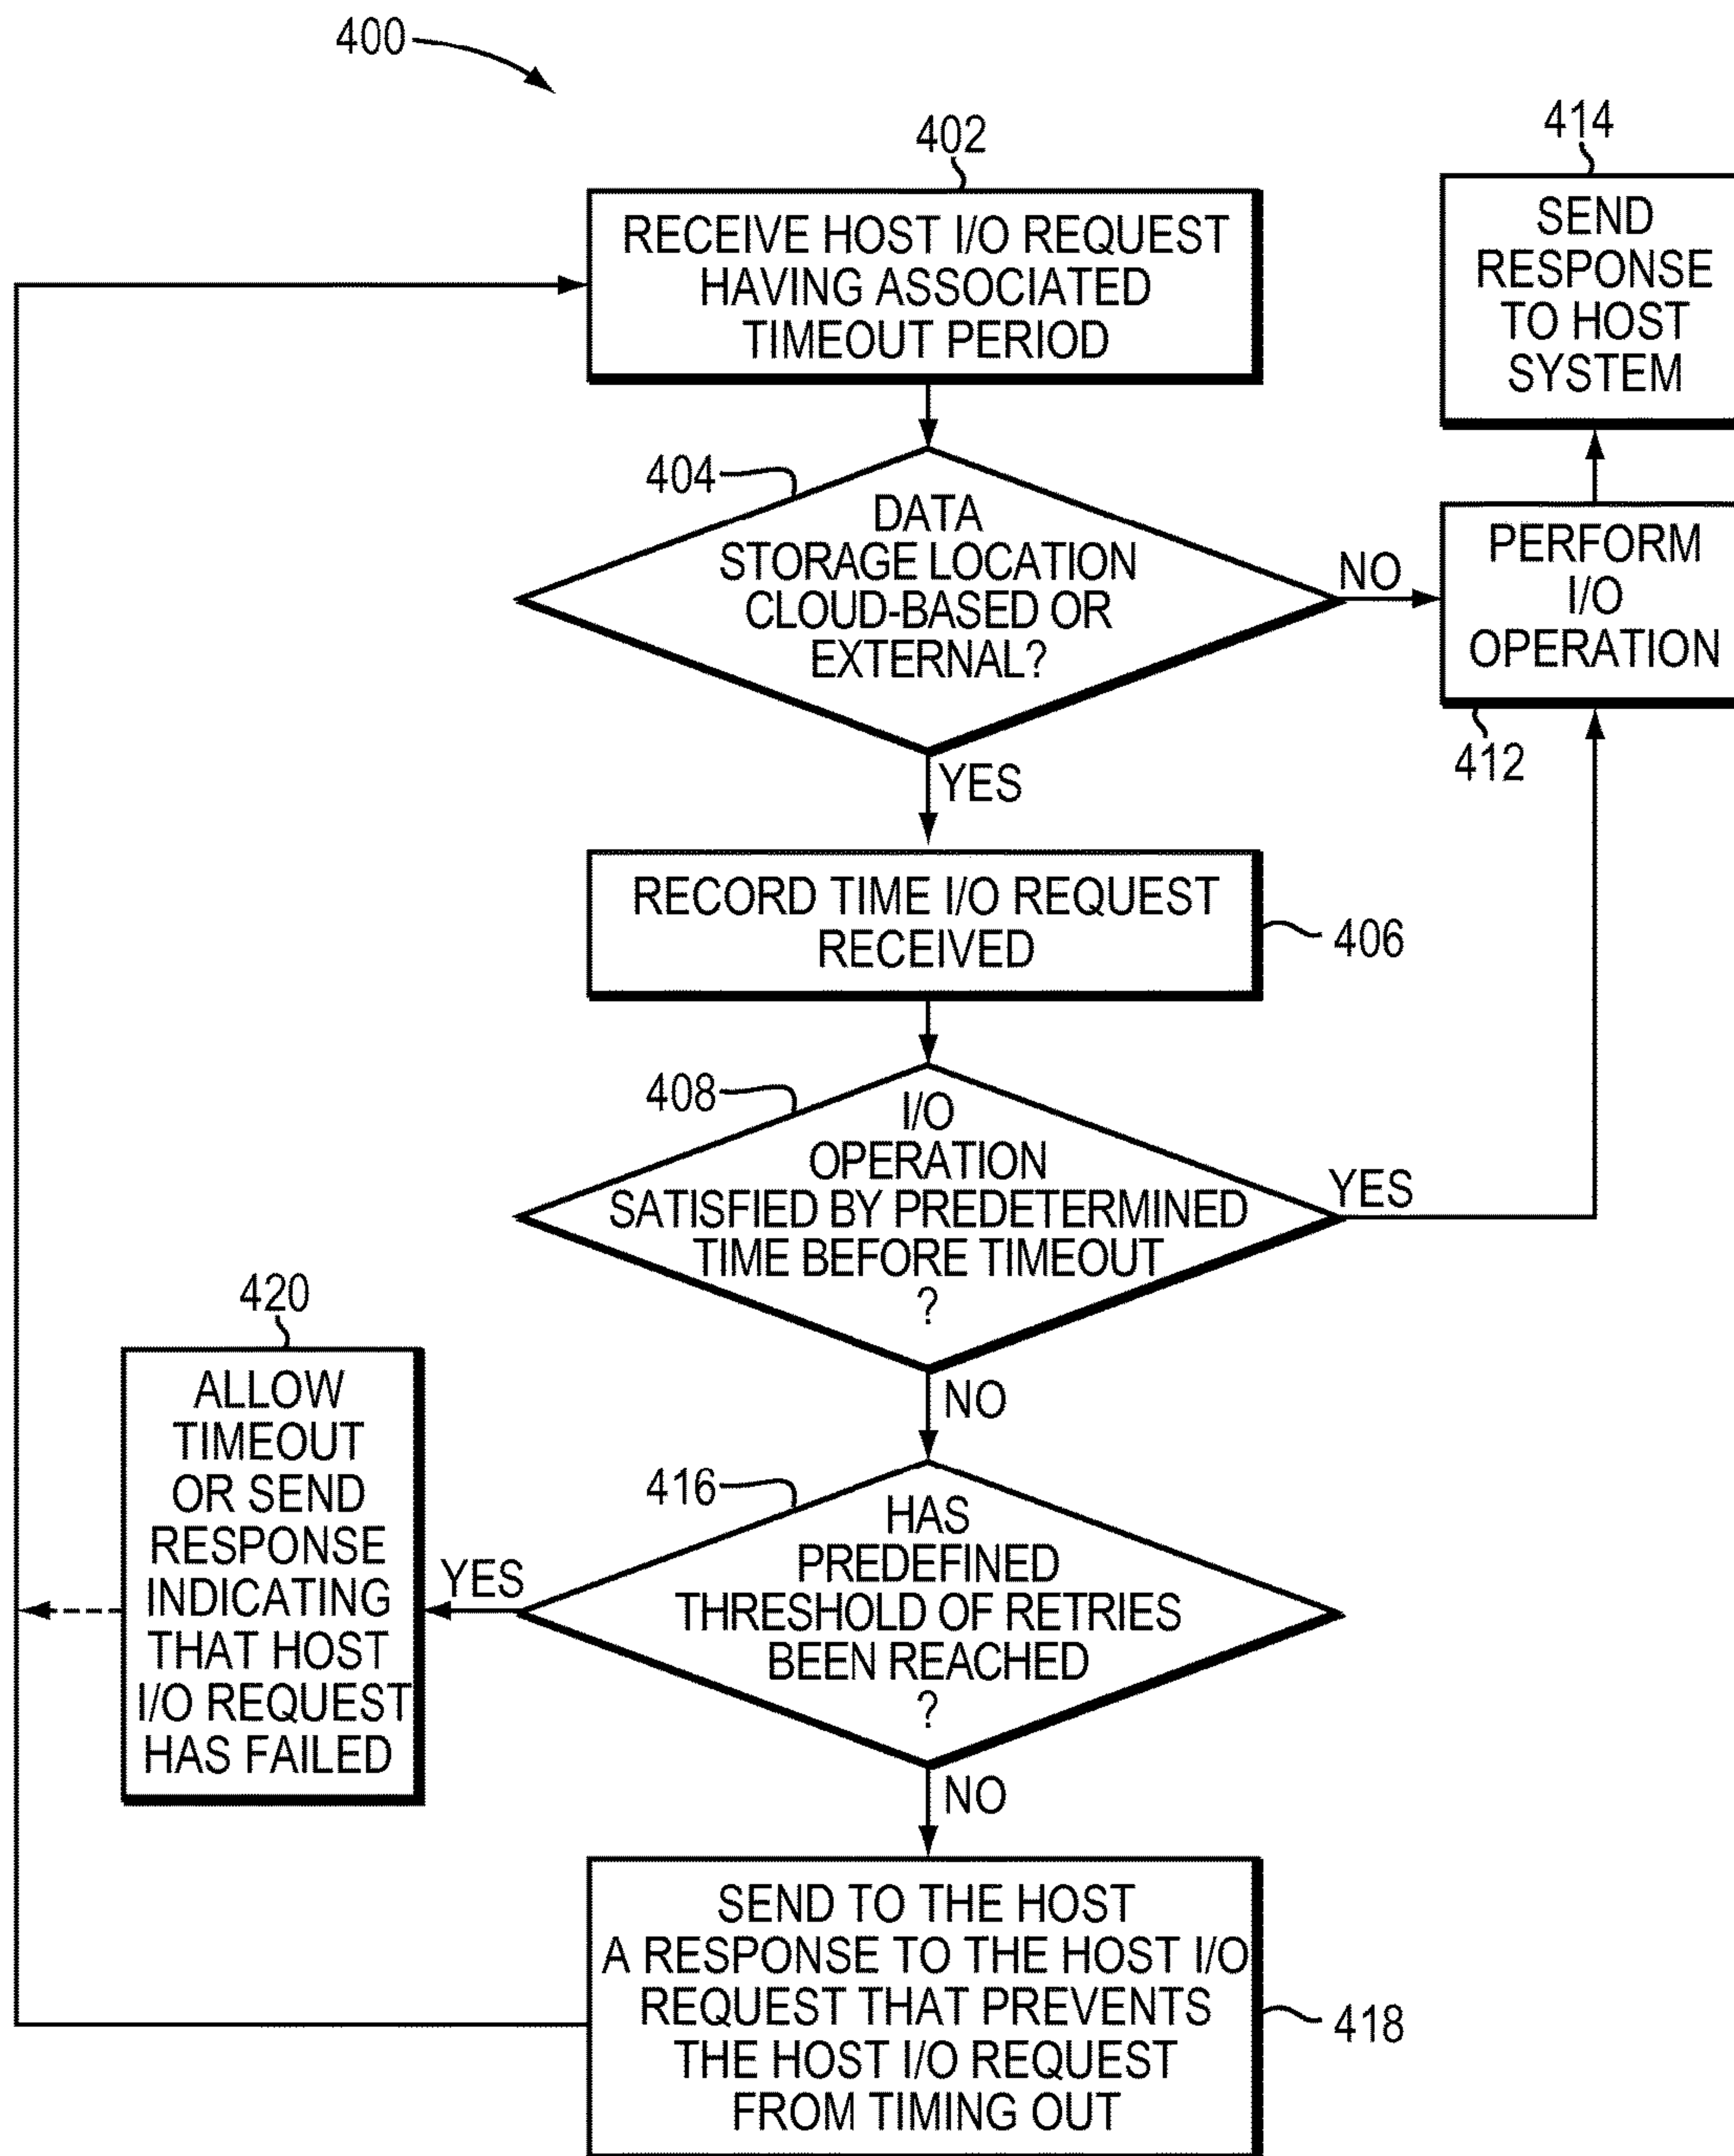 400
402
RECEIVE HOST I/O REQUEST
HAVING ASSOCIATED
TIMEOUT PERIOD
414
SEND
RESPONSE
TO HOST
SYSTEM
404
DATA
STORAGE LOCATION
CLOUD-BASED OR
EXTERNAL?
NO
PERFORM
I/O
OPERATION
412
YES
RECORD TIME I/O REQUEST
RECEIVED
406
408
I/O
OPERATION
SATISFIED BY PREDETERMINED
TIME BEFORE TIMEOUT
?
YES
NO
420
ALLOW
TIMEOUT
OR SEND
RESPONSE
INDICATING
THAT HOST
I/O REQUEST
HAS FAILED
YES
416
HAS
PREDEFINED
THRESHOLD OF RETRIES
BEEN REACHED
?
NO
SEND TO THE HOST
A RESPONSE TO THE HOST I/O
REQUEST THAT PREVENTS
THE HOST I/O REQUEST
FROM TIMING OUT
418